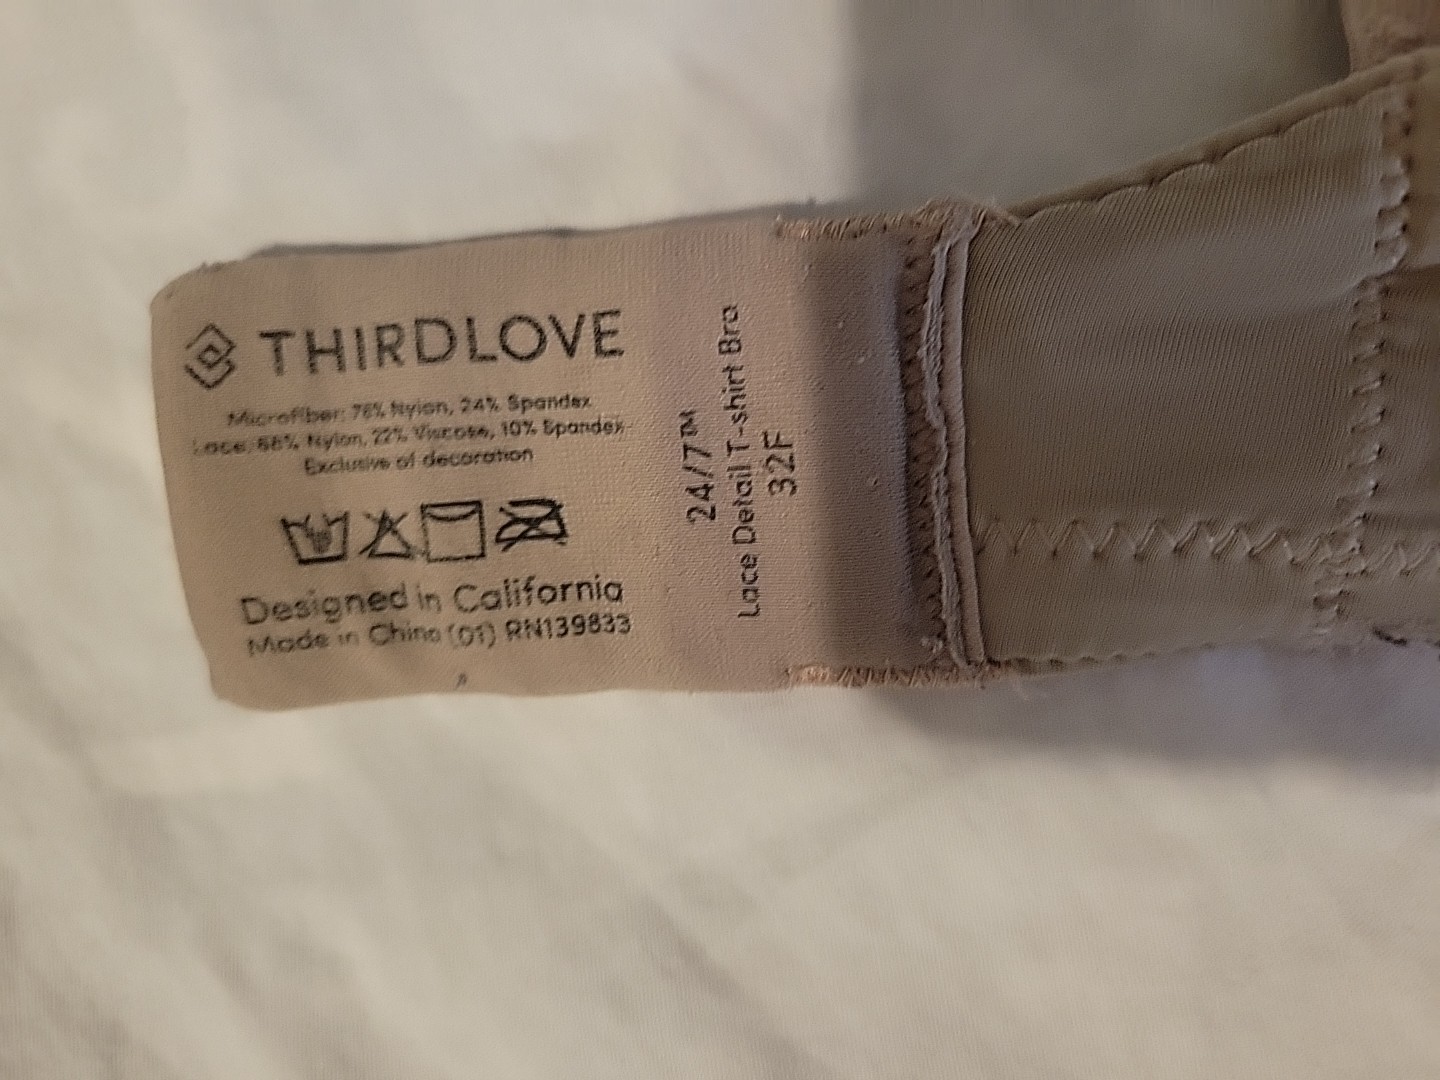 THIRDLOVE
Microfiber: 76% Nylon, 24% Spandex
Lace: 68% Nylon, 22% Viscose, 10% Spandex
Exclusive of decoration
Designed in California
Made in China (01) RN139833
24/7™
Lace Detail T-shirt Bra
32F